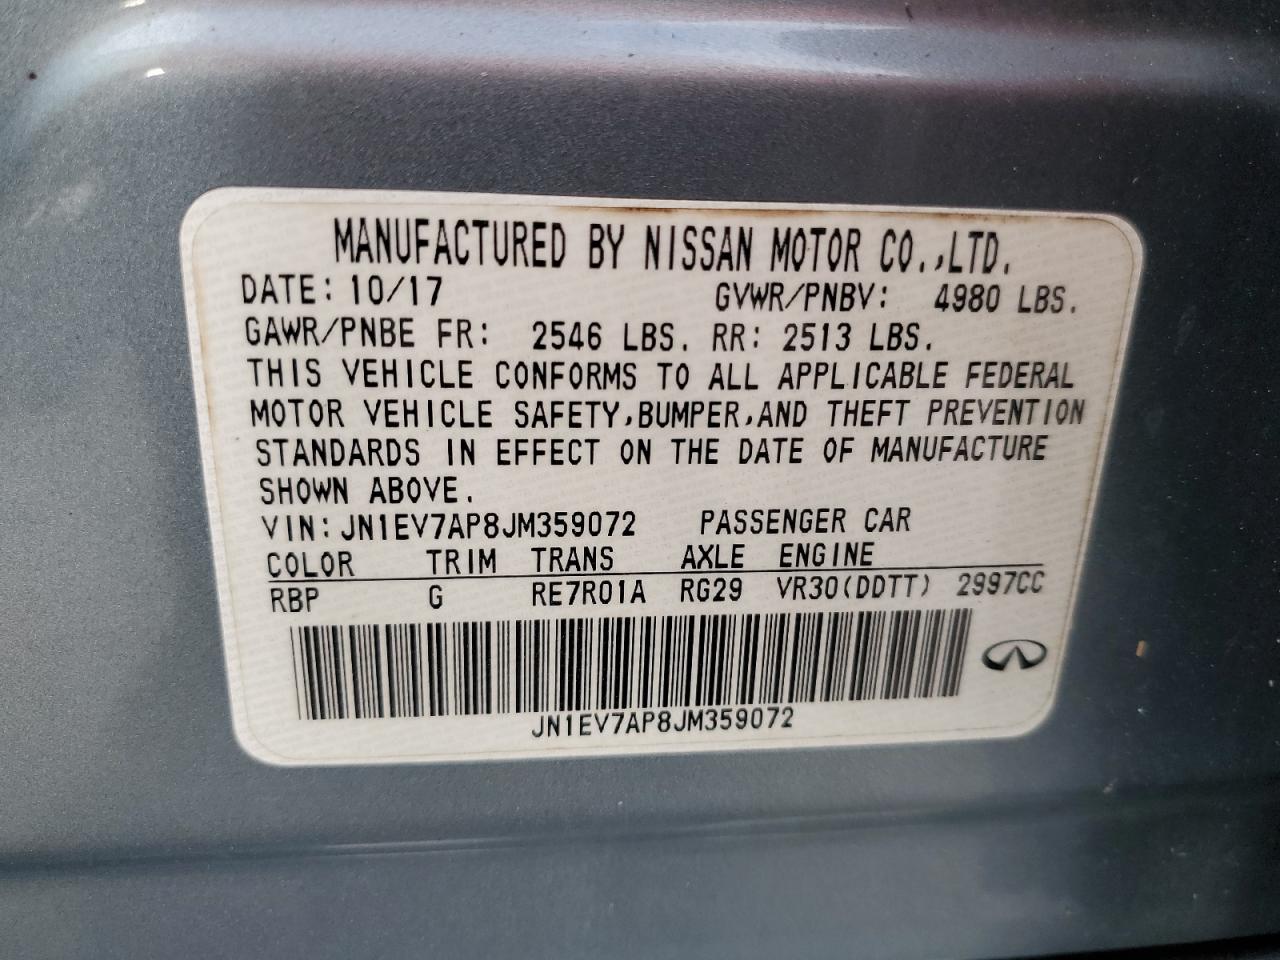 MANUFACTURED BY NISSAN MOTOR CO.,LTD.
DATE: 10/17 GVWR/PNBV: 4980 LBS.
GAWR/PNBE FR: 2546 LBS. RR: 2513 LBS.
THIS VEHICLE CONFORMS TO ALL APPLICABLE FEDERAL
MOTOR VEHICLE SAFETY,BUMPER,AND THEFT PREVENTION
STANDARDS IN EFFECT ON THE DATE OF MANUFACTURE
SHOWN ABOVE.
VIN:JN1EV7AP8JM359072 PASSENGER CAR
COLOR TRIM TRANS AXLE ENGINE
RBP G RE7R01A RG29 VR30(DDTT) 2997CC
JN1EV7AP8JM359072